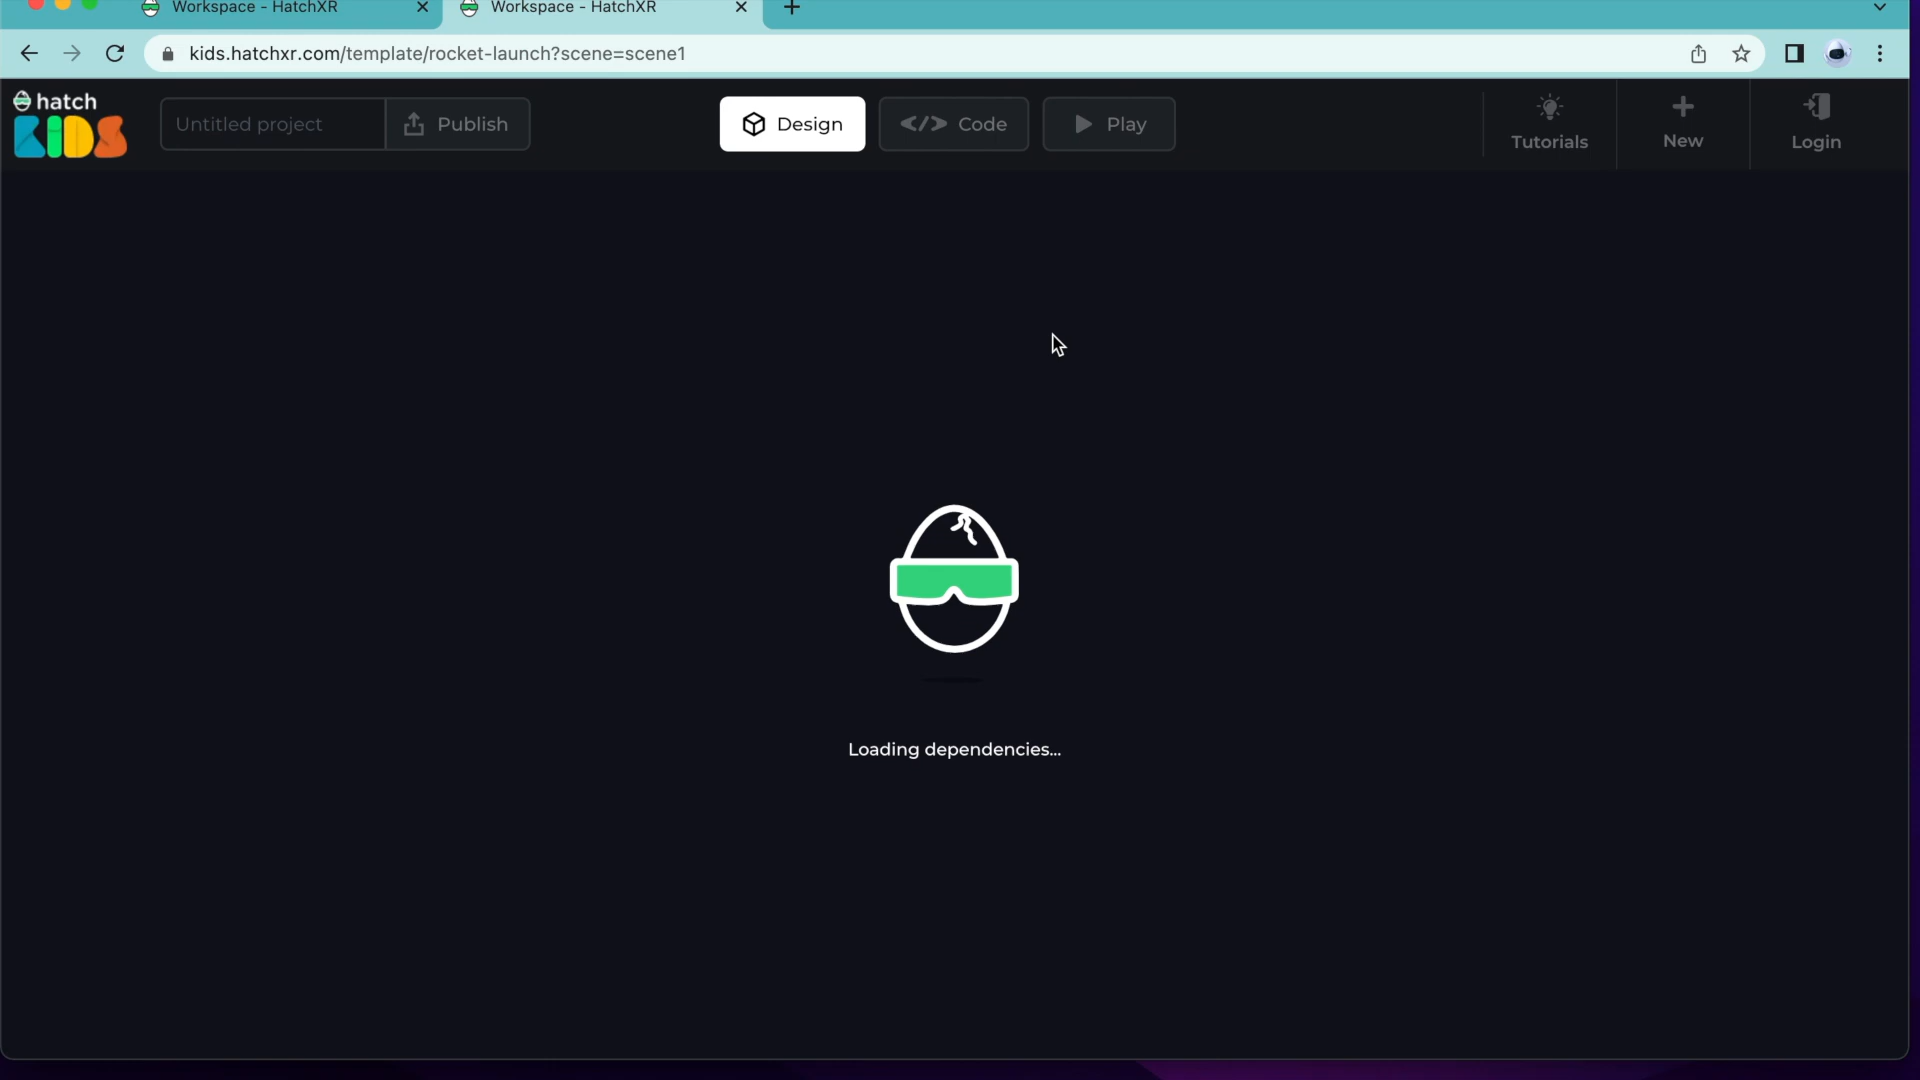 Workspace - HatchXR
Workspace - HatchXR
kids.hatchxr.com/template/rocket-launch?scene=scene1
hatch
KIDS
Untitled project
Publish
Design
</> Code
Play
Tutorials
New
Login
Loading dependencies...